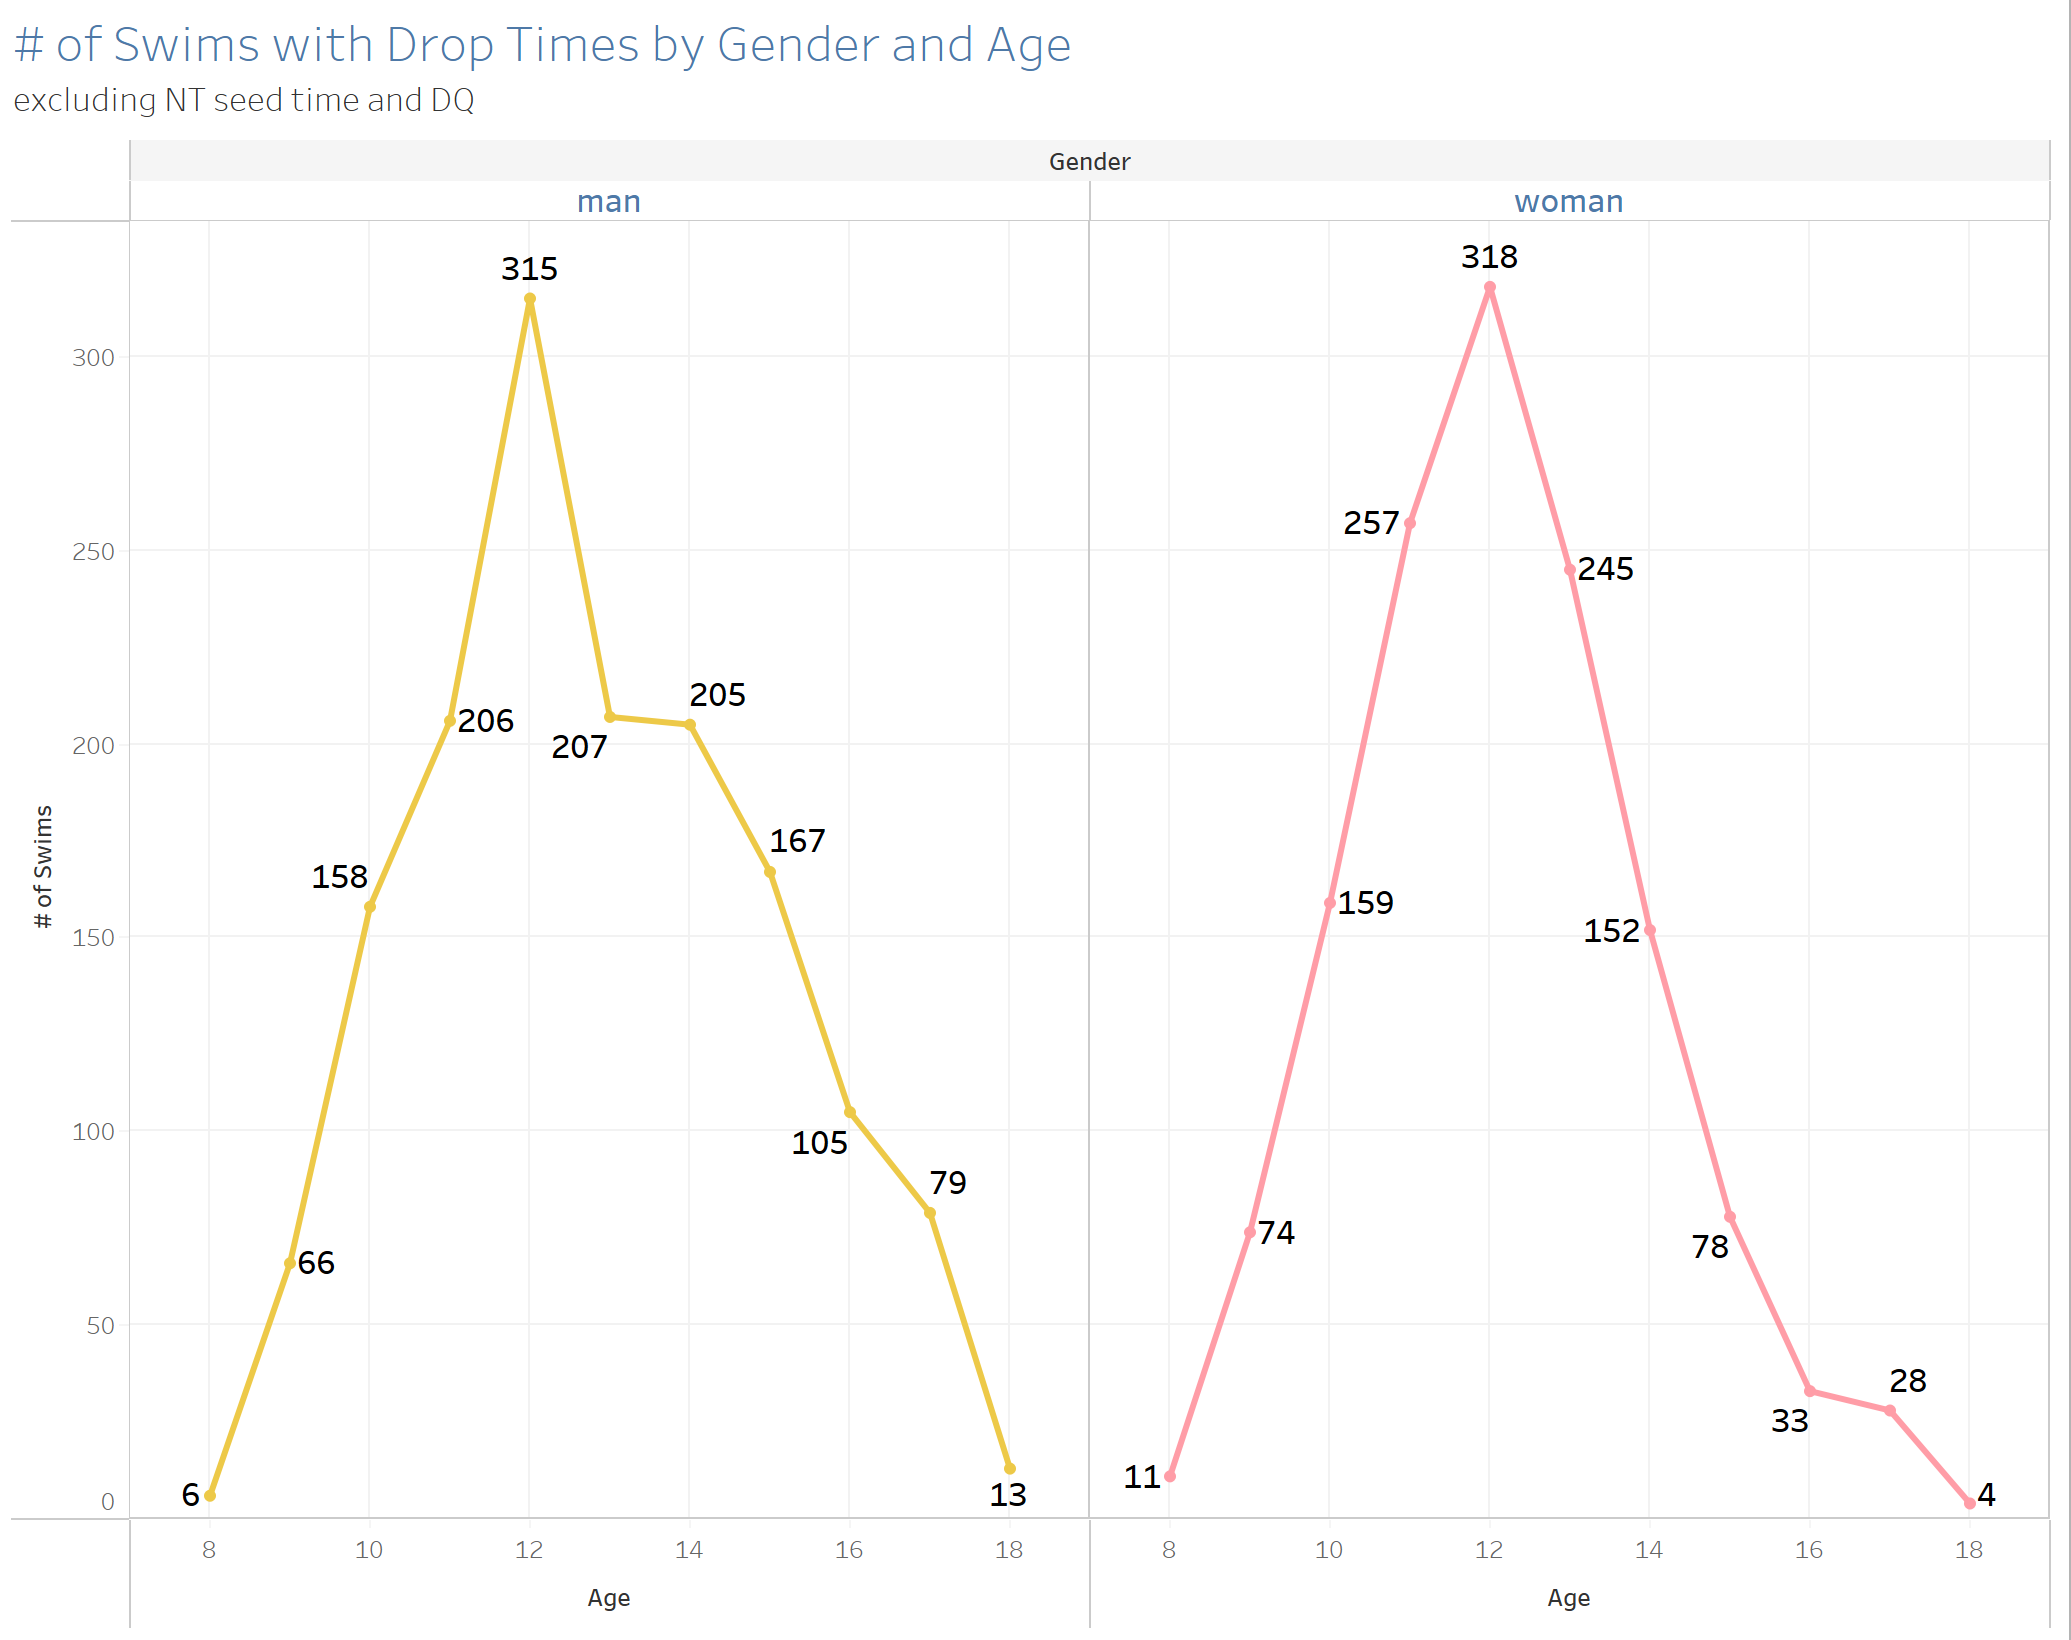 # of Swims with Drop Times by Gender and Age
excluding NT seed time and DQ
Gender
man
woman
# of Swims
300
250
200
150
100
50
0
6
66
158
206
315
207
205
167
105
79
13
11
74
159
257
318
245
152
78
33
28
4
8 10 12 14 16 18
8 10 12 14 16 18
Age
Age